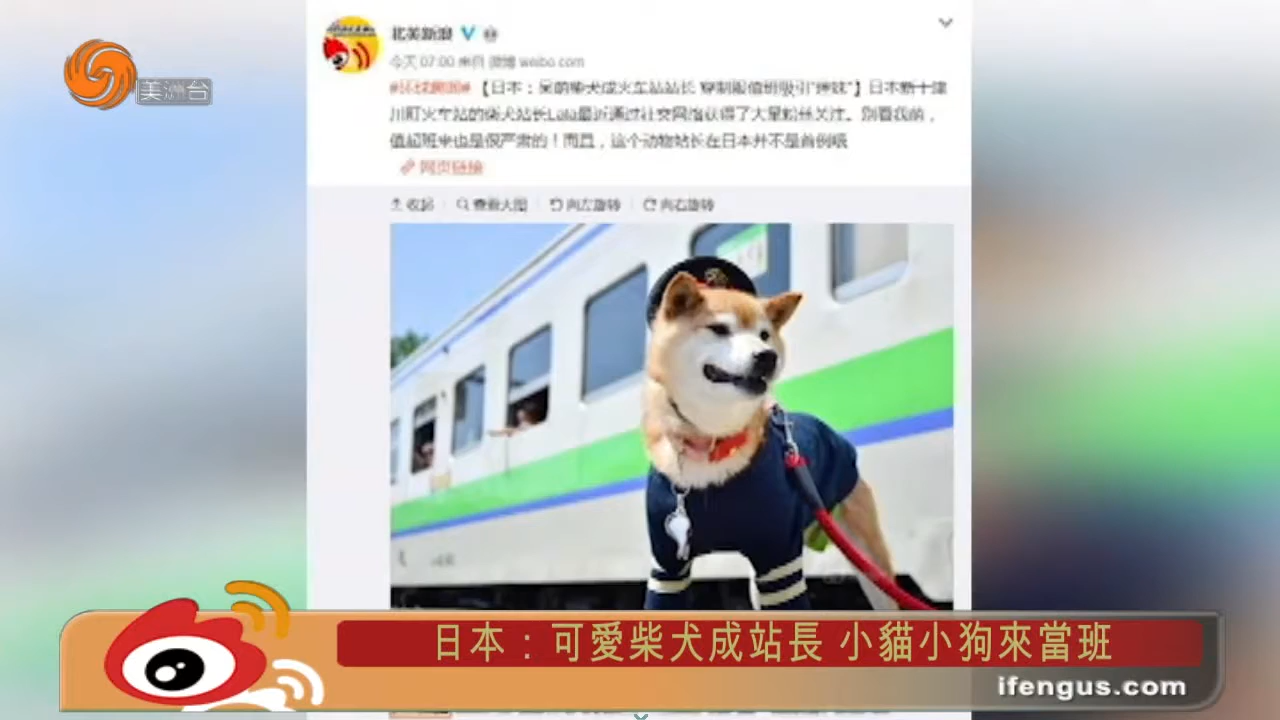 美洲台
北美新浪
今天 07:00 来自 微博 weibo.com
【日本:呆萌柴犬成火车站站长 穿制服值班吸引"迷妹"】日本新十津
川町火车站的柴犬站长Lala最近通过社交网络获得了大量粉丝关注。别看我萌,
值起班来也是很严肃的!而且,这个动物站长在日本并不是首例哦
网页链接
收起 查看大图 向左旋转 向右旋转
日本:可愛柴犬成站長 小貓小狗來當班
ifengus.com